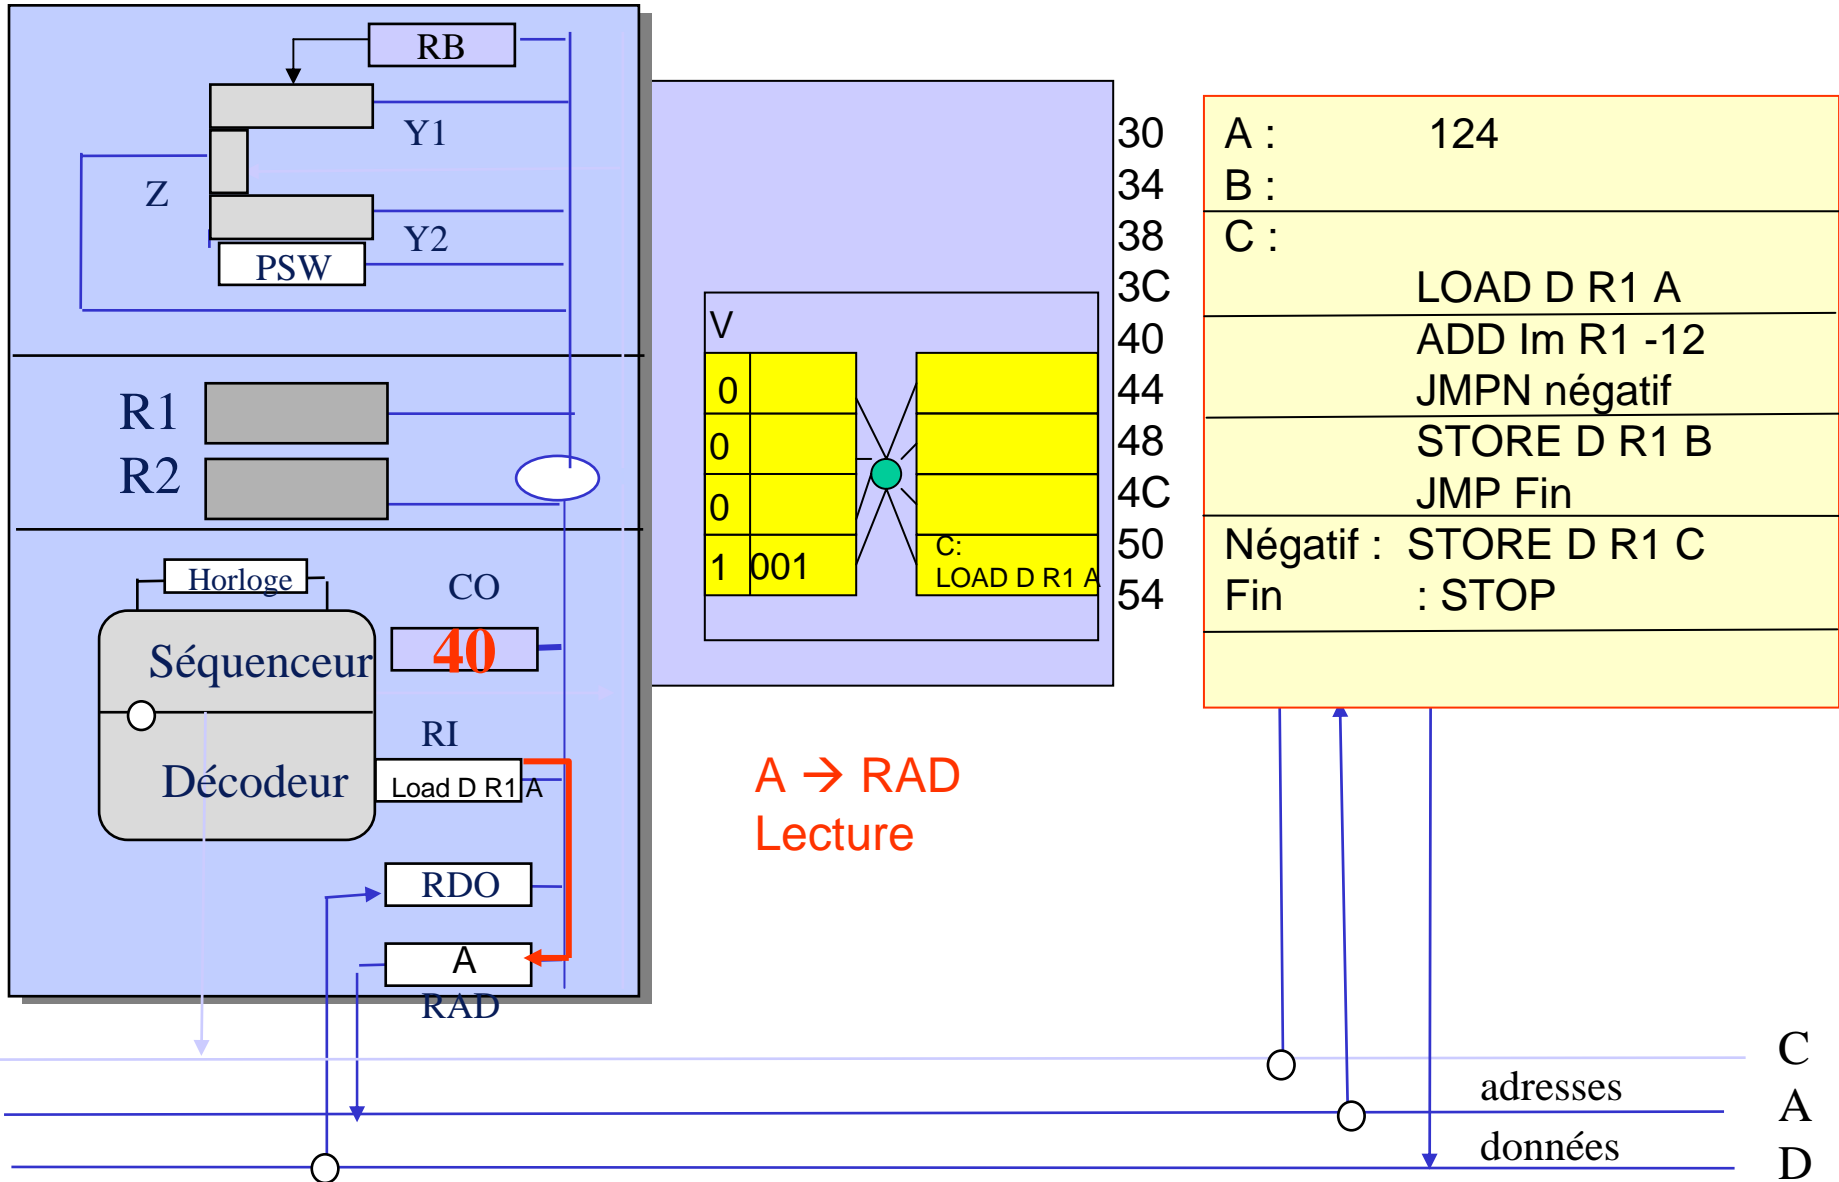 RB
Y1
Z
Y2
PSW
R1
R2
Horloge
CO
Séquenceur
40
RI
Décodeur
Load D R1 A
RDO
A
RAD
V
0
0
0
1 001
C:
LOAD D R1 A
A → RAD
Lecture
30 A : 124
34 B :
38 C :
3C LOAD D R1 A
40 ADD Im R1 -12
44 JMPN négatif
48 STORE D R1 B
4C JMP Fin
50 Négatif : STORE D R1 C
54 Fin : STOP
C
adresses
A
données
D